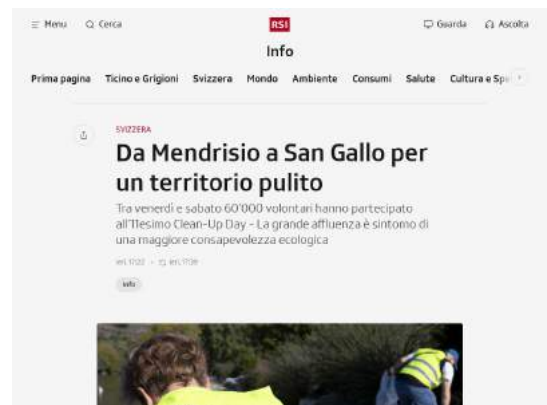 Menu
Cerca
RSI
Guarda
Ascolta
Info
Prima pagina
Ticino e Grigioni
Svizzera
Mondo
Ambiente
Consumi
Salute
Cultura e
SVIZZERA
Da Mendrisio a San Gallo per
un territorio pulito
Tra venerdì e sabato 60'000 volontari hanno partecipato
all'11esimo Clean-Up Day - La grande affluenza è sintomo di
una maggiore consapevolezza ecologica
Info